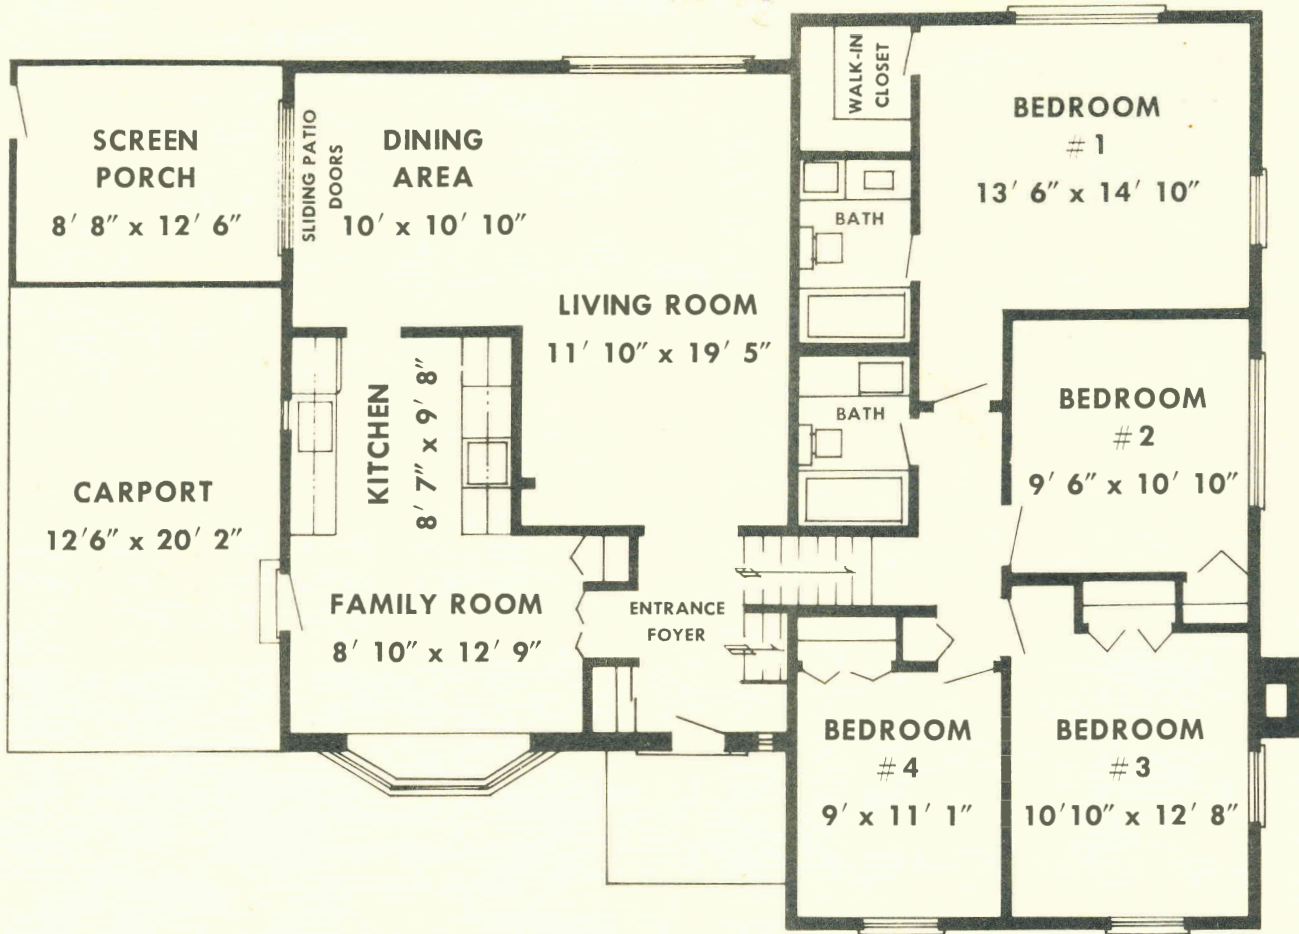 SCREEN
PORCH
8′ 8″ x 12′ 6″
SLIDING PATIO
DOORS
DINING
AREA
10′ x 10′ 10″
WALK-IN
CLOSET
BEDROOM
#1
13′ 6″ x 14′ 10″
BATH
LIVING ROOM
11′ 10″ x 19′ 5″
KITCHEN
8′ 7″ x 9′ 8″
BATH
BEDROOM
#2
9′ 6″ x 10′ 10″
CARPORT
12′6″ x 20′ 2″
FAMILY ROOM
8′ 10″ x 12′ 9″
ENTRANCE
FOYER
BEDROOM
#4
9′ x 11′ 1″
BEDROOM
#3
10′10″ x 12′ 8″